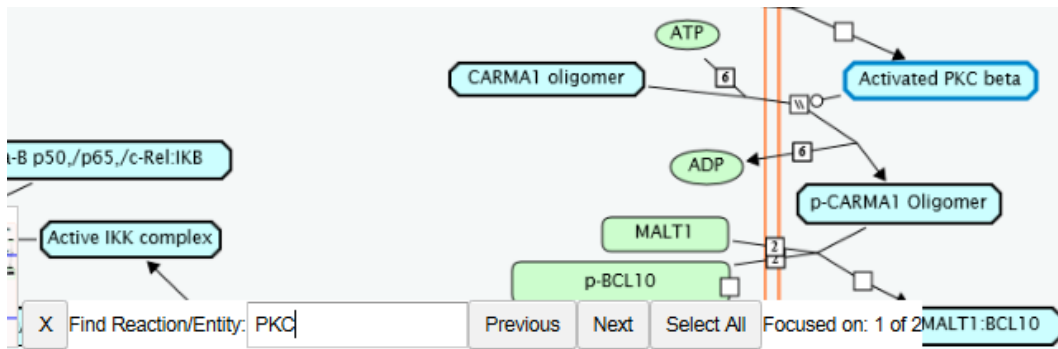 ATP
6
CARMA1 oligomer
Activated PKC beta
\\
6
ADP
-B p50,/p65,/c-Rel:IKB
p-CARMA1 Oligomer
MALT1
2
2
Active IKK complex
p-BCL10
X Find Reaction/Entity: PKC Previous Next Select All Focused on: 1 of 2
MALT1:BCL10